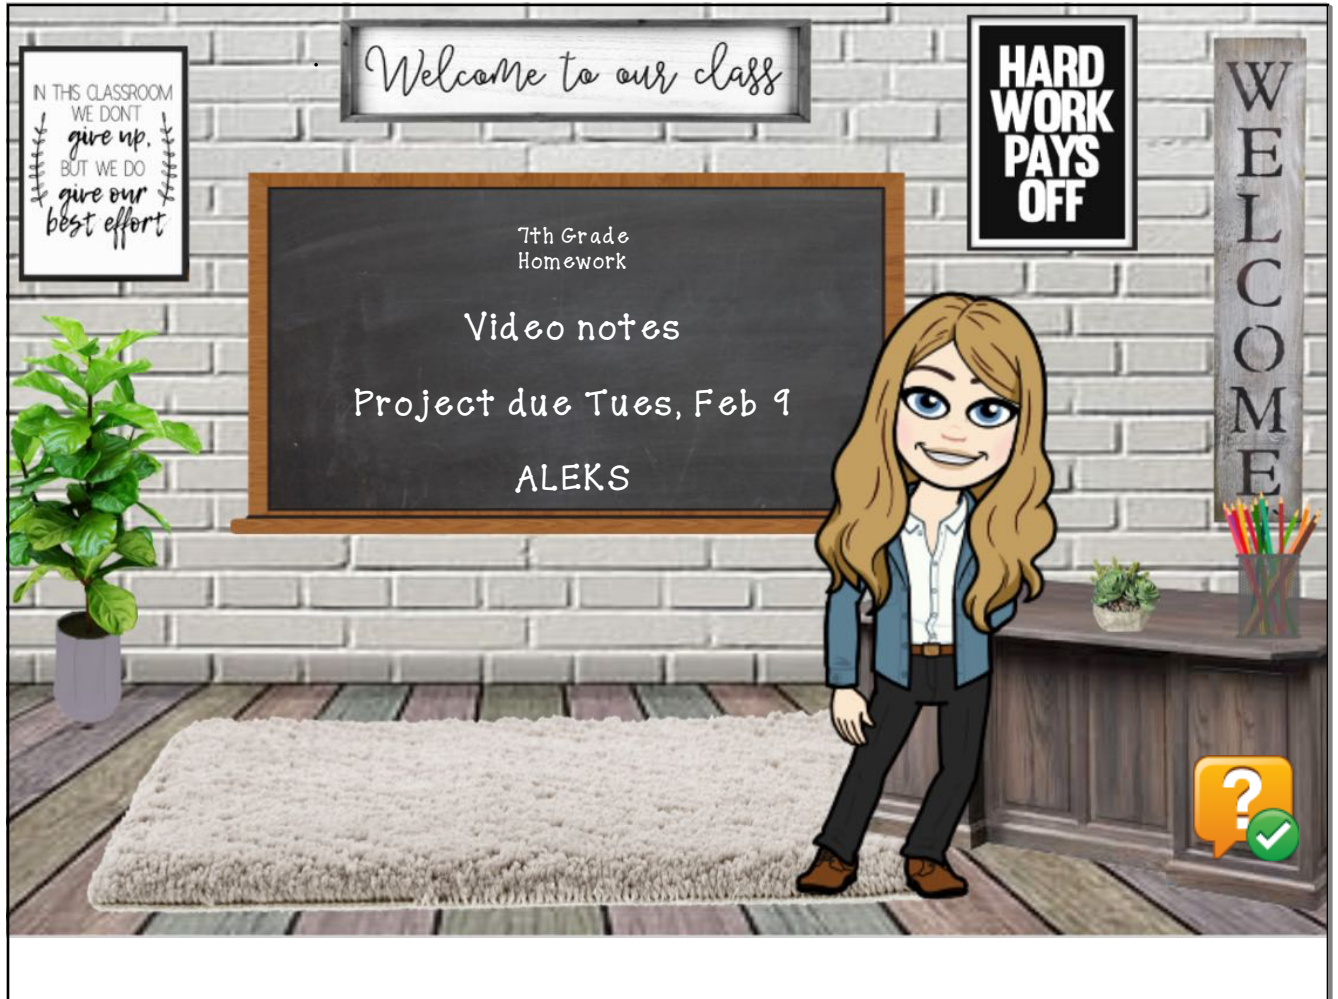 IN THIS CLASSROOM
WE DON'T
give up,
BUT WE DO
give our
best effort
Welcome to our class
HARD
WORK
PAYS
OFF
WELCOME
7th Grade
Homework
Video notes
Project due Tues, Feb 9
ALEKS
?